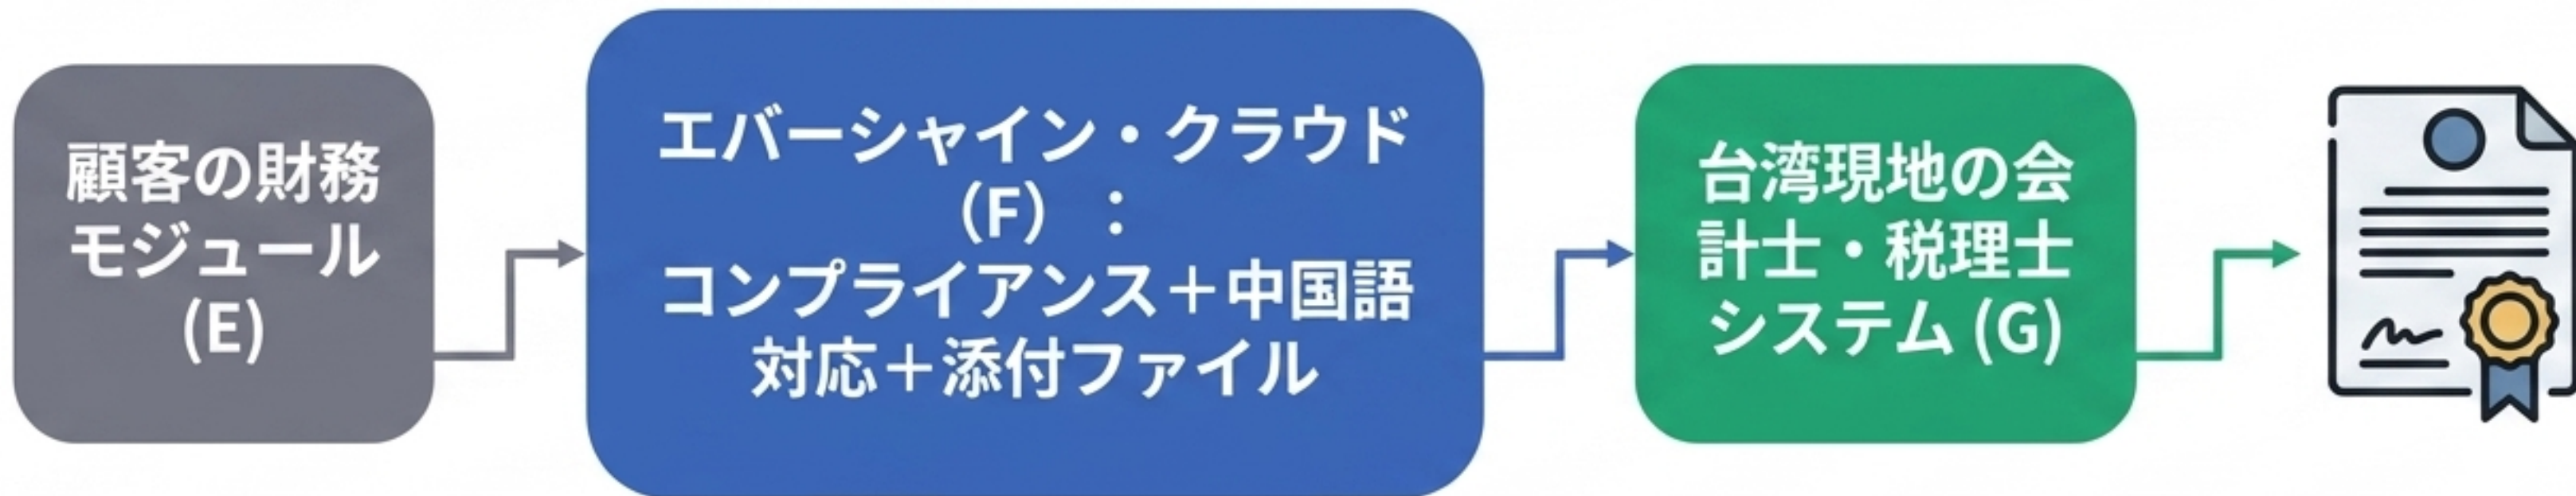 顧客の財務
モジュール
(E)
エバーシャイン・クラウド
（F）：
コンプライアンス＋中国語
対応＋添付ファイル
台湾現地の会
計士・税理士
システム (G)